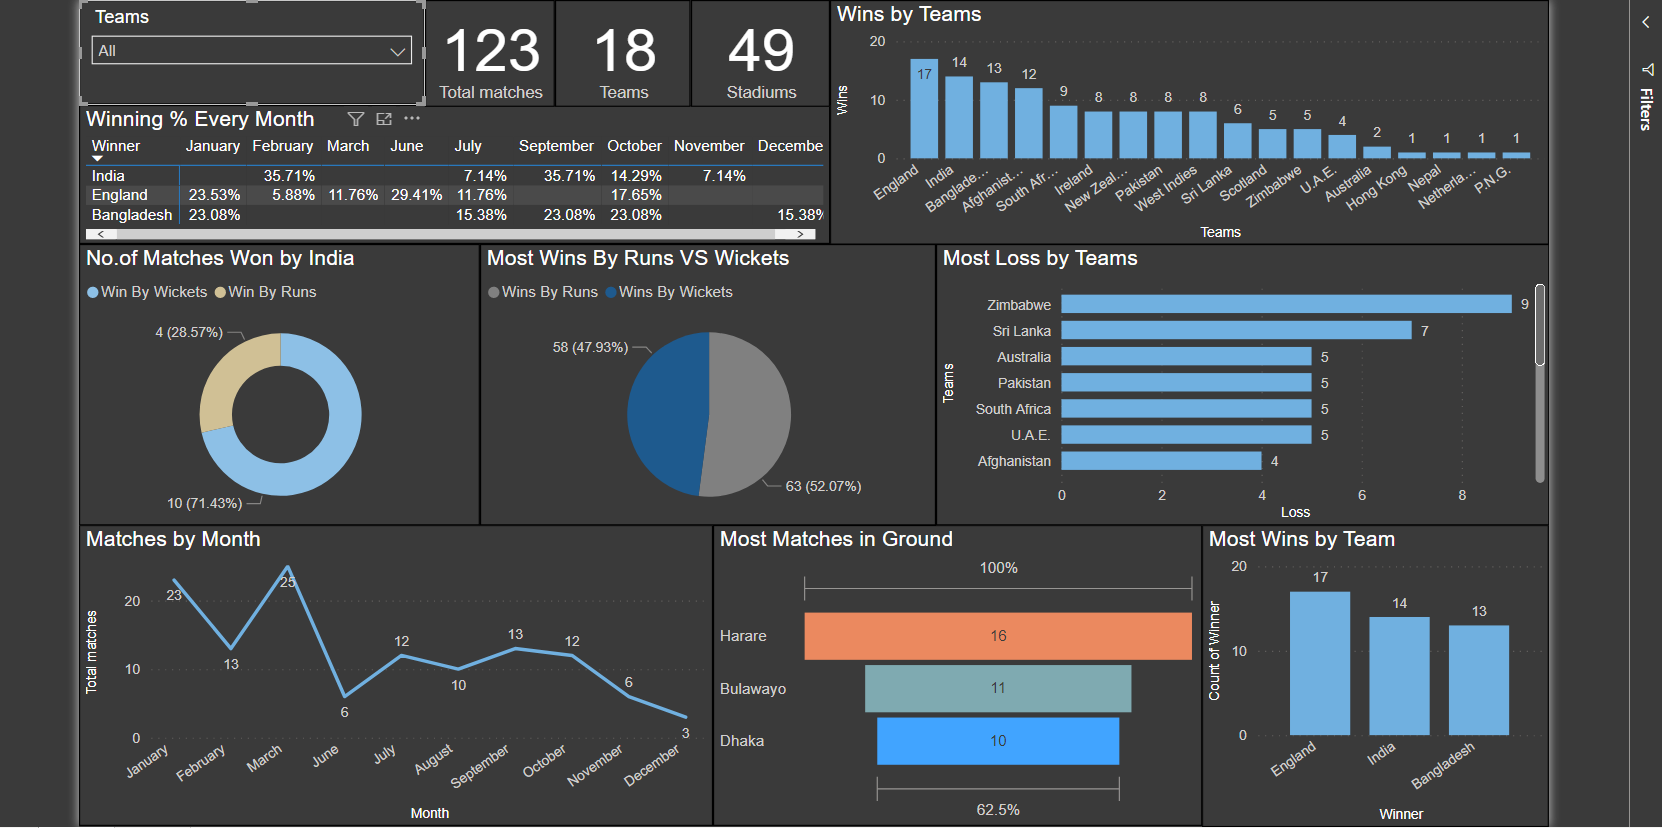 Teams
All
123
Total matches
18
Teams
49
Stadiums
Wins by Teams
Wins
20
10
0
17
14
13
12
9
8
8
8
8
6
5
5
4
2
1
1
1
1
England
India
Banglade...
Afghanist...
South Afr...
Ireland
New Zeal...
Pakistan
West Indies
Sri Lanka
Scotland
Zimbabwe
U.A.E.
Australia
Hong Kong
Nepal
Netherla...
P.N.G.
Teams
Filters
Winning % Every Month
Winner January February March June July September October November Decembe
India 35.71% 7.14% 35.71% 14.29% 7.14%
England 23.53% 5.88% 11.76% 29.41% 11.76% 17.65%
Bangladesh 23.08% 15.38% 23.08% 23.08% 15.38%
No.of Matches Won by India
Win By Wickets Win By Runs
4 (28.57%)
10 (71.43%)
Most Wins By Runs VS Wickets
Wins By Runs Wins By Wickets
58 (47.93%)
63 (52.07%)
Most Loss by Teams
Teams
Zimbabwe 9
Sri Lanka 7
Australia 5
Pakistan 5
South Africa 5
U.A.E. 5
Afghanistan 4
0 2 4 6 8
Loss
Matches by Month
Total matches
20
10
0
23
13
25
6
12
10
13
12
6
3
January
February
March
June
July
August
September
October
November
December
Month
Most Matches in Ground
100%
Harare 16
Bulawayo 11
Dhaka 10
62.5%
Most Wins by Team
Count of Winner
20
10
0
17
14
13
England
India
Bangladesh
Winner